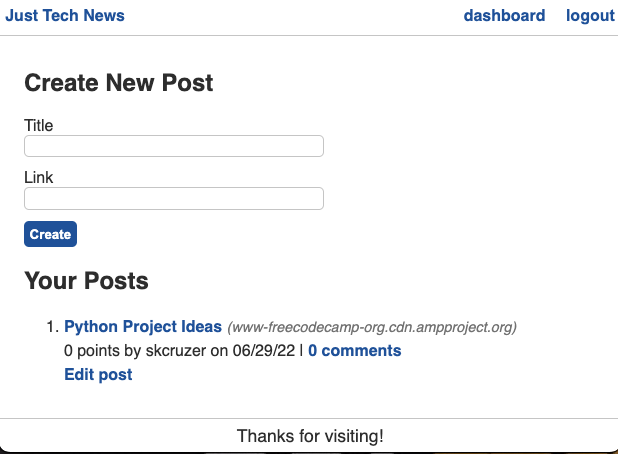 Just Tech News dashboard logout
Create New Post
Title
Link
Create
Your Posts
1. Python Project Ideas (www-freecodecamp-org.cdn.ampproject.org)
0 points by skcruzer on 06/29/22 | 0 comments
Edit post
Thanks for visiting!